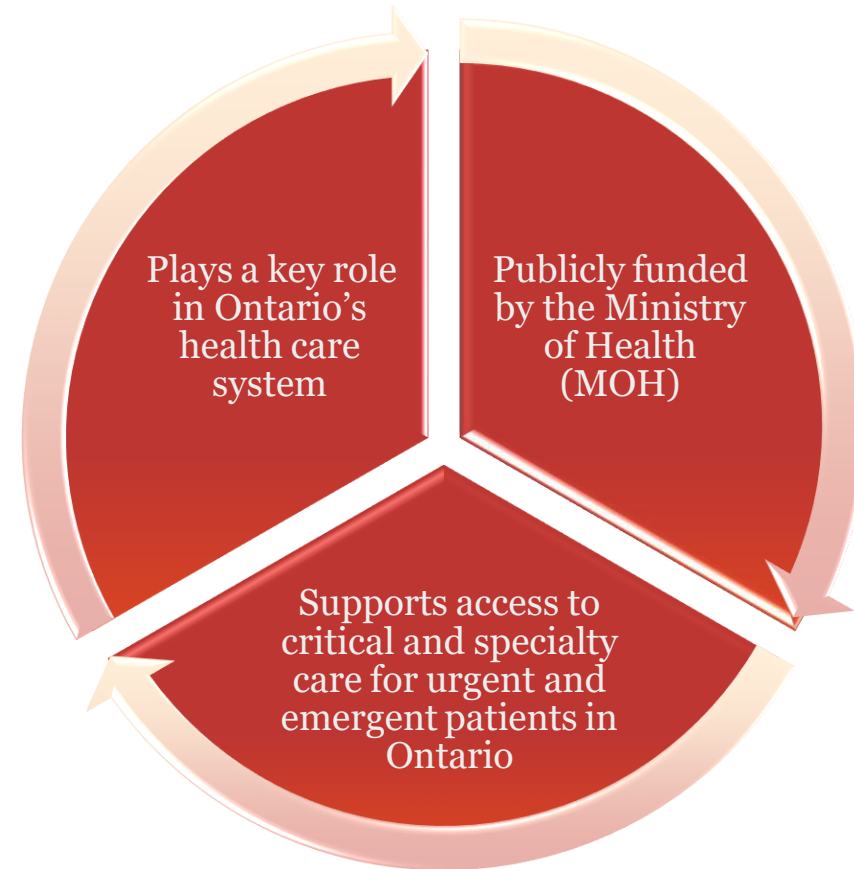 Plays a key role
in Ontario’s
health care
system
Publicly funded
by the Ministry
of Health
(MOH)
Supports access to
critical and specialty
care for urgent and
emergent patients in
Ontario